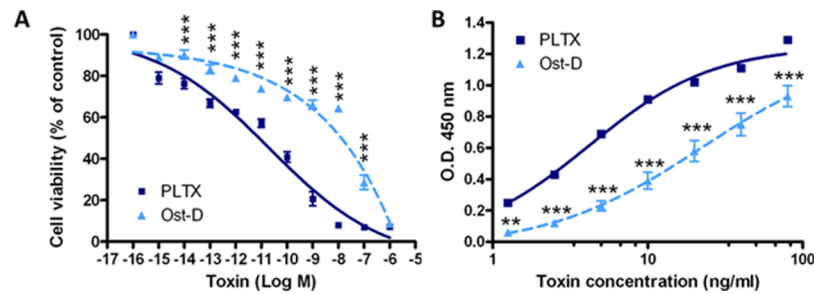 A
Cell viability (% of control)
100
80
60
40
20
0
***
***
***
***
***
***
***
***
PLTX
Ost-D
-17 -16 -15 -14 -13 -12 -11 -10 -9 -8 -7 -6 -5
Toxin (Log M)
B
O.D. 450 nm
1.4
1.2
1.0
0.8
0.6
0.4
0.2
0.0
PLTX
Ost-D
**
***
***
***
***
***
***
1 10 100
Toxin concentration (ng/ml)